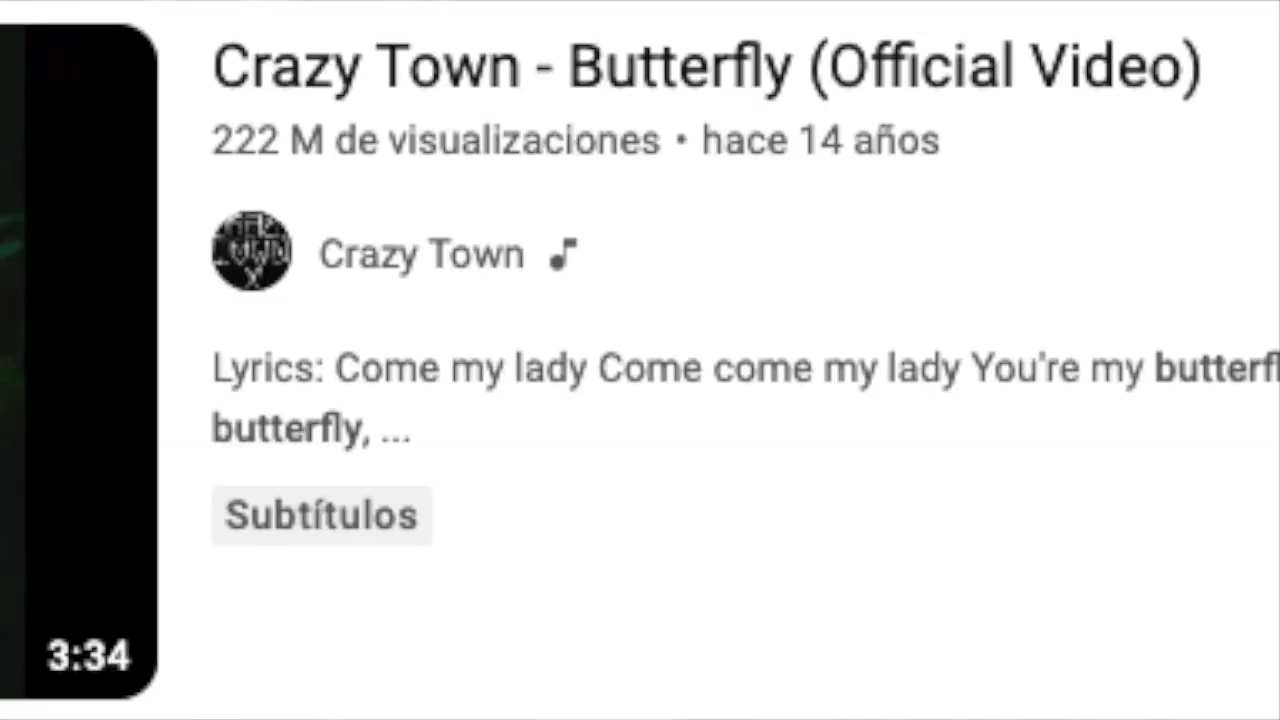 Crazy Town - Butterfly (Official Video)
222 M de visualizaciones • hace 14 años
Crazy Town
Lyrics: Come my lady Come come my lady You're my butterfl
butterfly, ...
Subtítulos
3:34